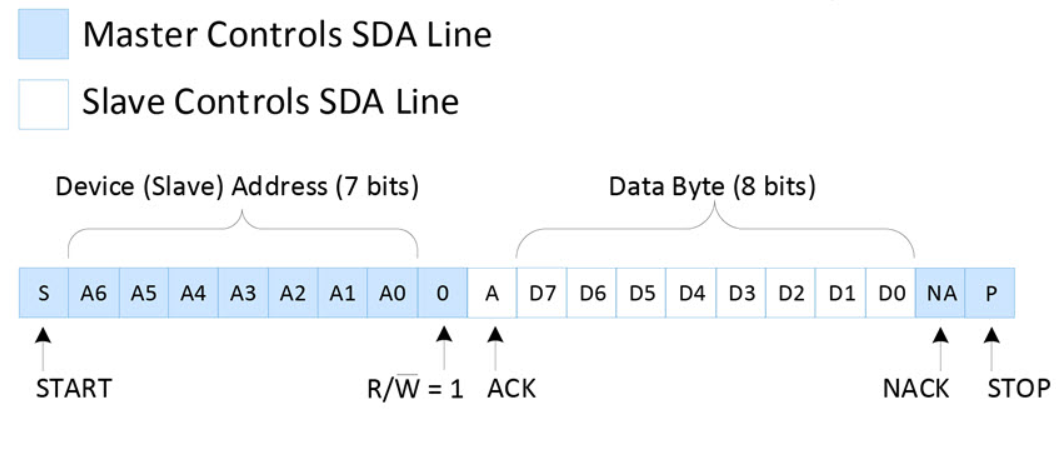 Master Controls SDA Line
Slave Controls SDA Line
Device (Slave) Address (7 bits) Data Byte (8 bits)
S A6 A5 A4 A3 A2 A1 A0 0 A D7 D6 D5 D4 D3 D2 D1 D0 NA P
START R/W̅ = 1 ACK NACK STOP